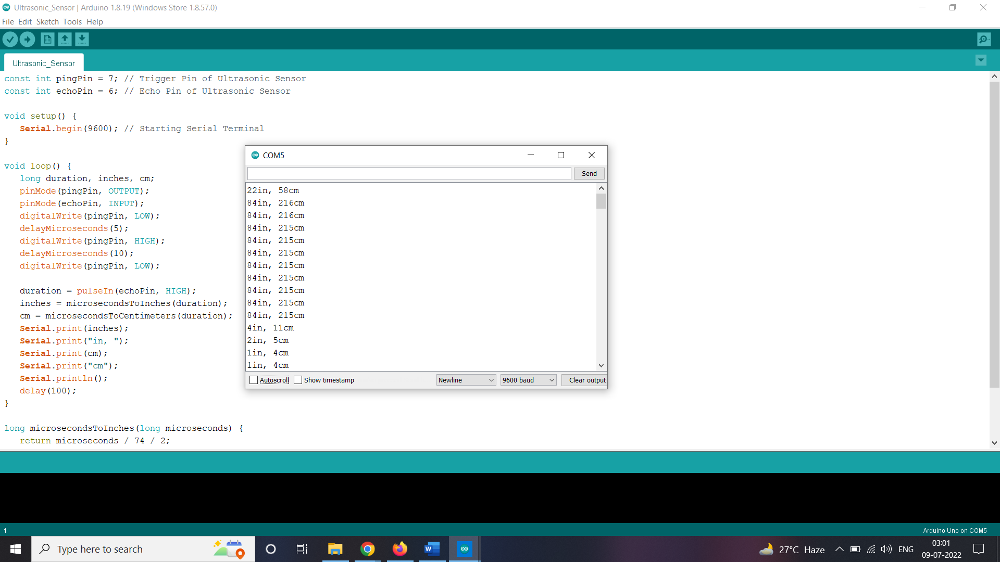 Ultrasonic_Sensor | Arduino 1.8.19 (Windows Store 1.8.57.0)
File Edit Sketch Tools Help
Ultrasonic_Sensor
const int pingPin = 7; // Trigger Pin of Ultrasonic Sensor
const int echoPin = 6; // Echo Pin of Ultrasonic Sensor
void setup() {
Serial.begin(9600); // Starting Serial Terminal
}
void loop() {
long duration, inches, cm;
pinMode(pingPin, OUTPUT);
pinMode(echoPin, INPUT);
digitalWrite(pingPin, LOW);
delayMicroseconds(5);
digitalWrite(pingPin, HIGH);
delayMicroseconds(10);
digitalWrite(pingPin, LOW);
duration = pulseIn(echoPin, HIGH);
inches = microsecondsToInches(duration);
cm = microsecondsToCentimeters(duration);
Serial.print(inches);
Serial.print("in, ");
Serial.print(cm);
Serial.print("cm");
Serial.println();
delay(100);
}
long microsecondsToInches(long microseconds) {
return microseconds / 74 / 2;
COM5
Send
22in, 58cm
84in, 216cm
84in, 216cm
84in, 215cm
84in, 215cm
84in, 215cm
84in, 215cm
84in, 215cm
84in, 215cm
84in, 215cm
84in, 215cm
4in, 11cm
2in, 5cm
1in, 4cm
1in, 4cm
Autoscroll Show timestamp Newline 9600 baud Clear output
1 Arduino Uno on COM5
Type here to search
27°C Haze ENG
03:01
09-07-2022